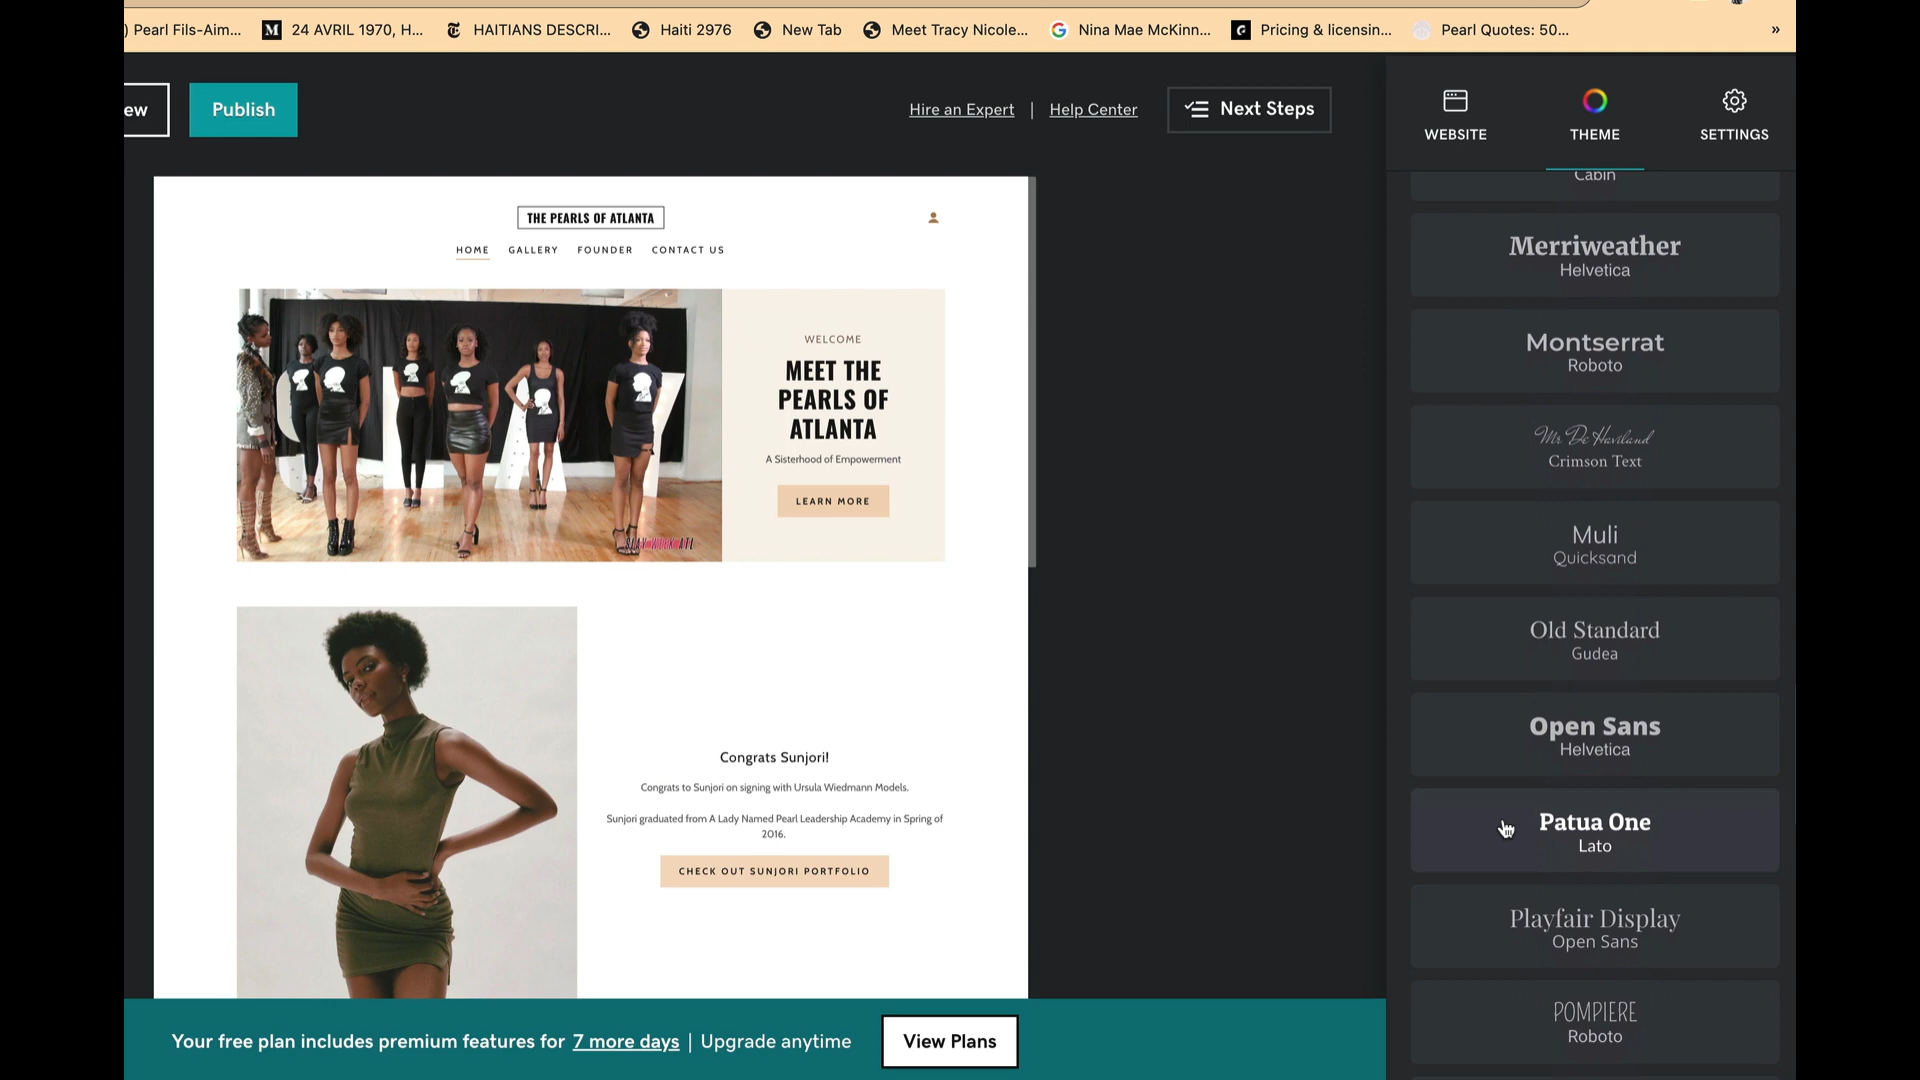 ) Pearl Fils-Aim...
24 AVRIL 1970, H...
HAITIANS DESCRI...
Haiti 2976
New Tab
Meet Tracy Nicole...
Nina Mae McKinn...
Pricing & licensin...
Pearl Quotes: 50...
»
ew
Publish
Hire an Expert | Help Center
Next Steps
WEBSITE
THEME
SETTINGS
THE PEARLS OF ATLANTA
HOME GALLERY FOUNDER CONTACT US
WELCOME
MEET THE
PEARLS OF
ATLANTA
A Sisterhood of Empowerment
LEARN MORE
SLAY WEEK ATL
Congrats Sunjori!
Congrats to Sunjori on signing with Ursula Wiedmann Models.
Sunjori graduated from A Lady Named Pearl Leadership Academy in Spring of
2016.
CHECK OUT SUNJORI PORTFOLIO
Your free plan includes premium features for 7 more days | Upgrade anytime
View Plans
Cabin
Merriweather
Helvetica
Montserrat
Roboto
Mr De Haviland
Crimson Text
Muli
Quicksand
Old Standard
Gudea
Open Sans
Helvetica
Patua One
Lato
Playfair Display
Open Sans
POMPIERE
Roboto